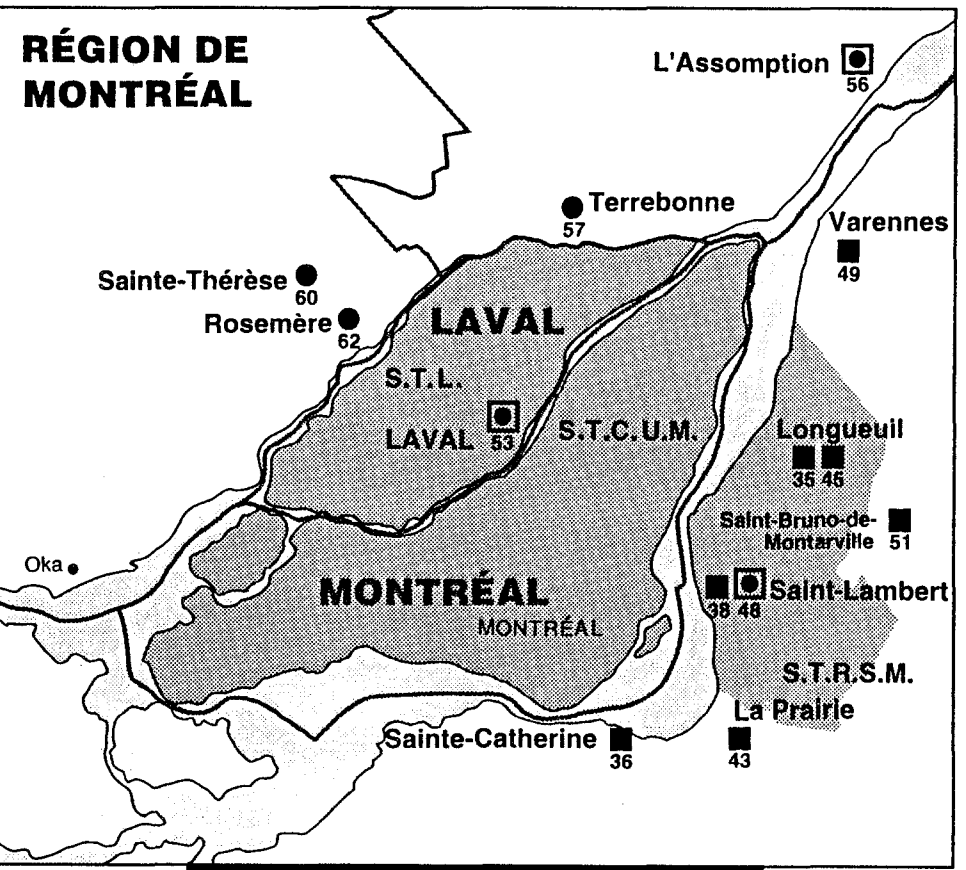 RÉGION DE
MONTRÉAL
L'Assomption
56
Terrebonne
57
Varennes
49
Sainte-Thérèse
60
Rosemère
62
LAVAL
S.T.L.
LAVAL
53
S.T.C.U.M.
Longueuil
35 46
Saint-Bruno-de-
Montarville
51
Oka
MONTRÉAL
MONTRÉAL
38 48
Saint-Lambert
S.T.R.S.M.
La Prairie
43
Sainte-Catherine
36